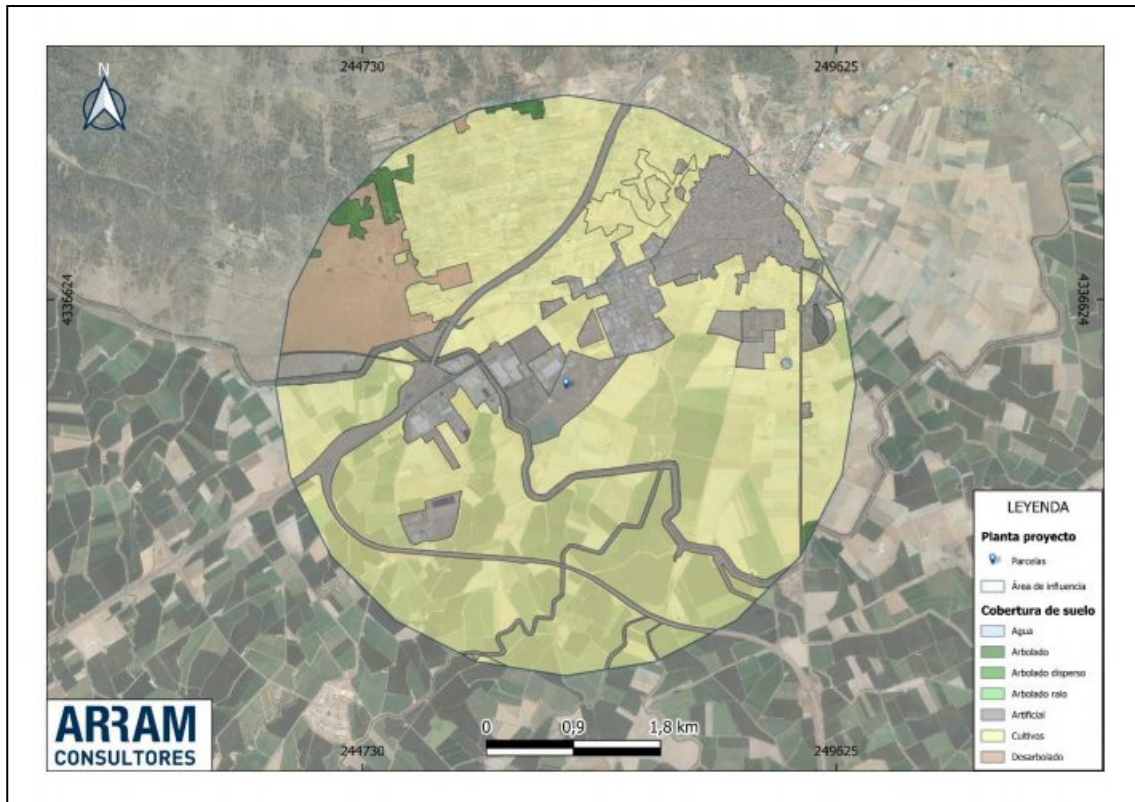 244730
249625
N
4336624
4336624
LEYENDA
Planta proyecto
Parcelas
Área de influencia
Cobertura de suelo
Agua
Arbolado
Arbolado disperso
Arbolado ralo
Artificial
Cultivos
Desarbolado
ARRAM
CONSULTORES
0 0,9 1,8 km
244730
249625